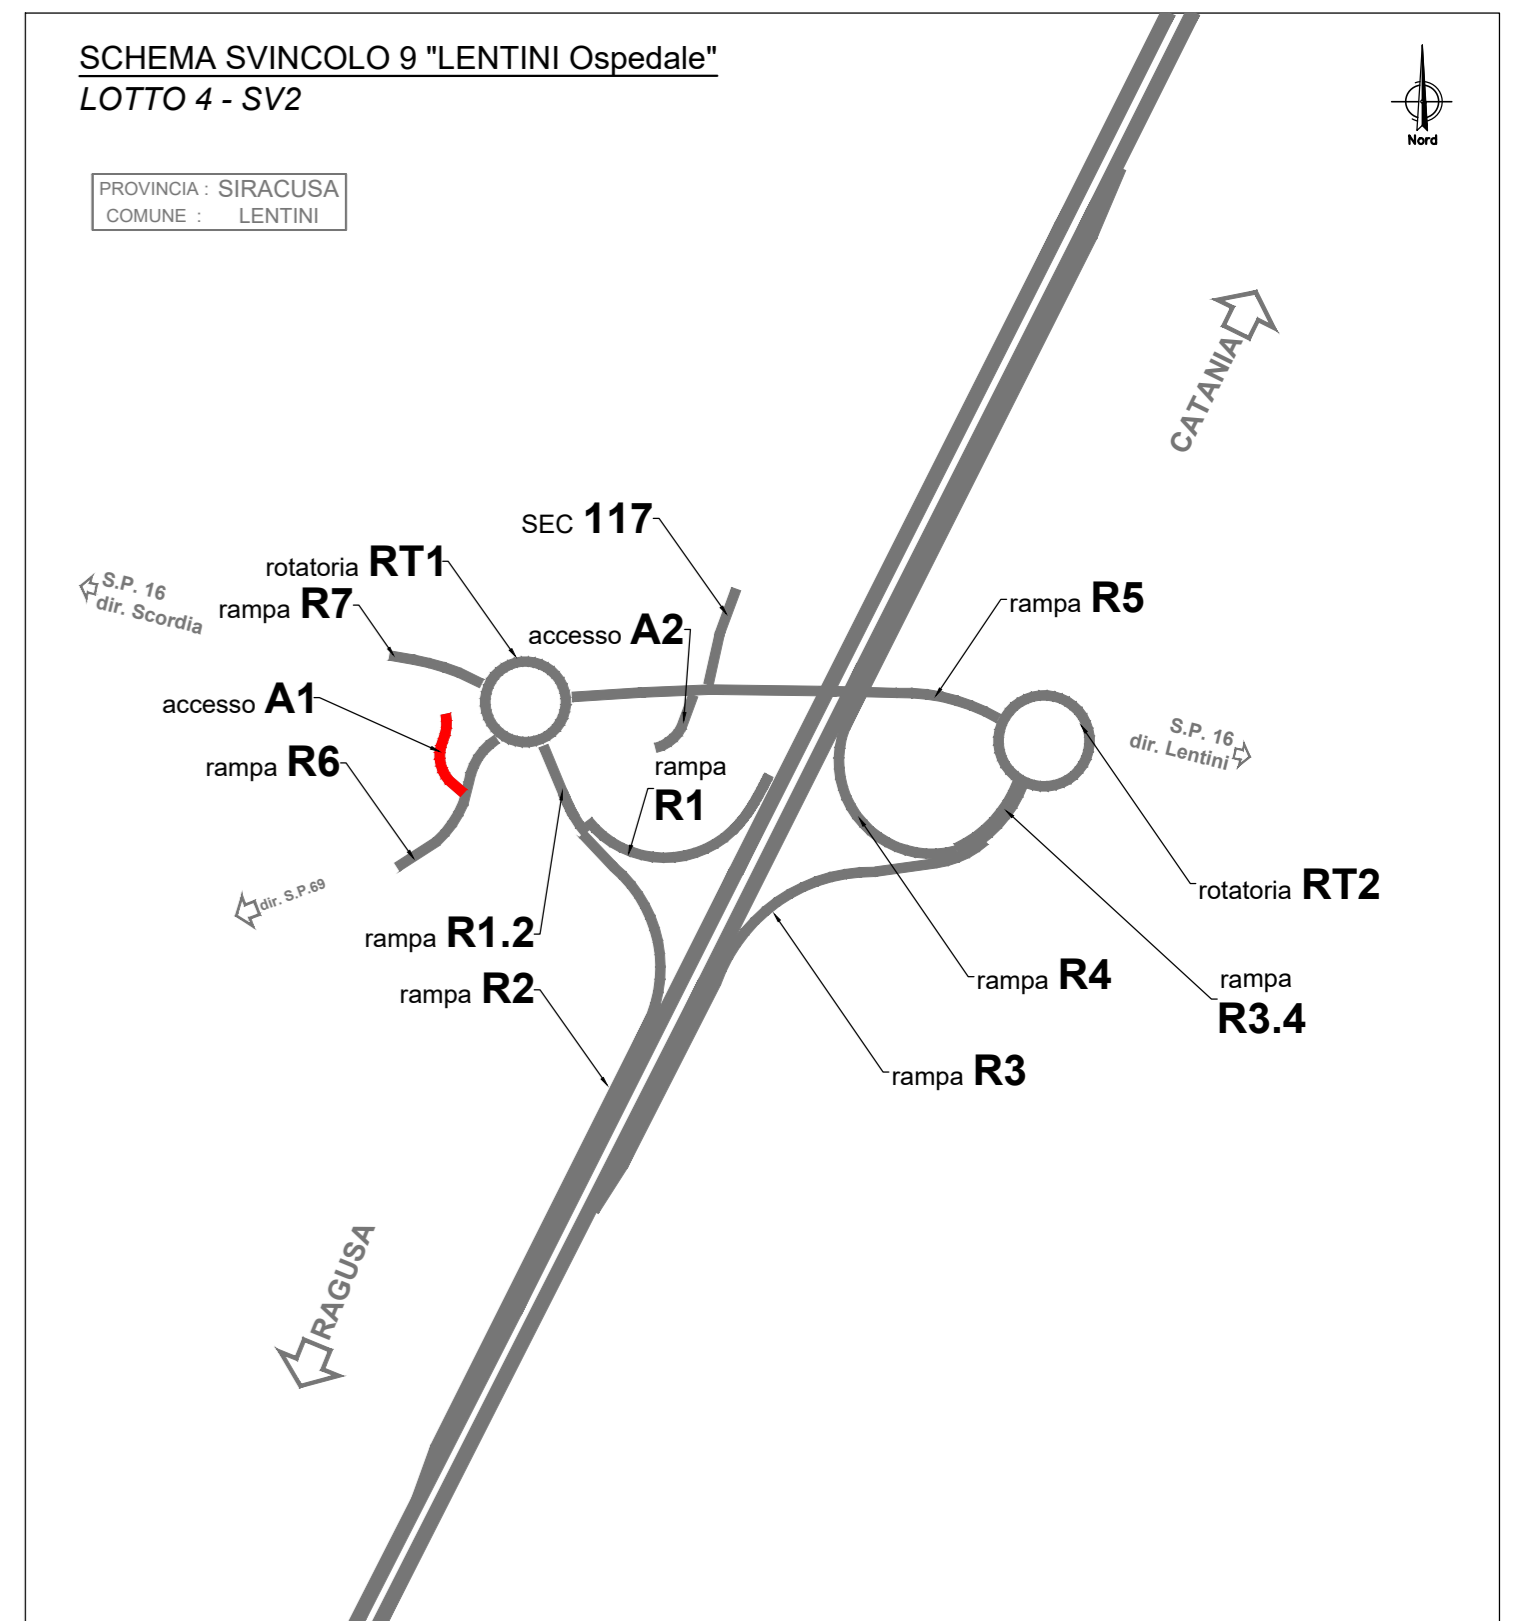 SCHEMA SVINCOLO 9 "LENTINI Ospedale"
LOTTO 4 - SV2
Nord
PROVINCIA : SIRACUSA
COMUNE : LENTINI
CATANIA
SEC 117
rotatoria RT1
S.P. 16
dir. Scordia
rampa R7
rampa R5
accesso A2
accesso A1
S.P. 16
dir. Lentini
rampa R6
rampa
R1
dir. S.P.69
rotatoria RT2
rampa R1.2
rampa R4
rampa
R3.4
rampa R2
rampa R3
RAGUSA